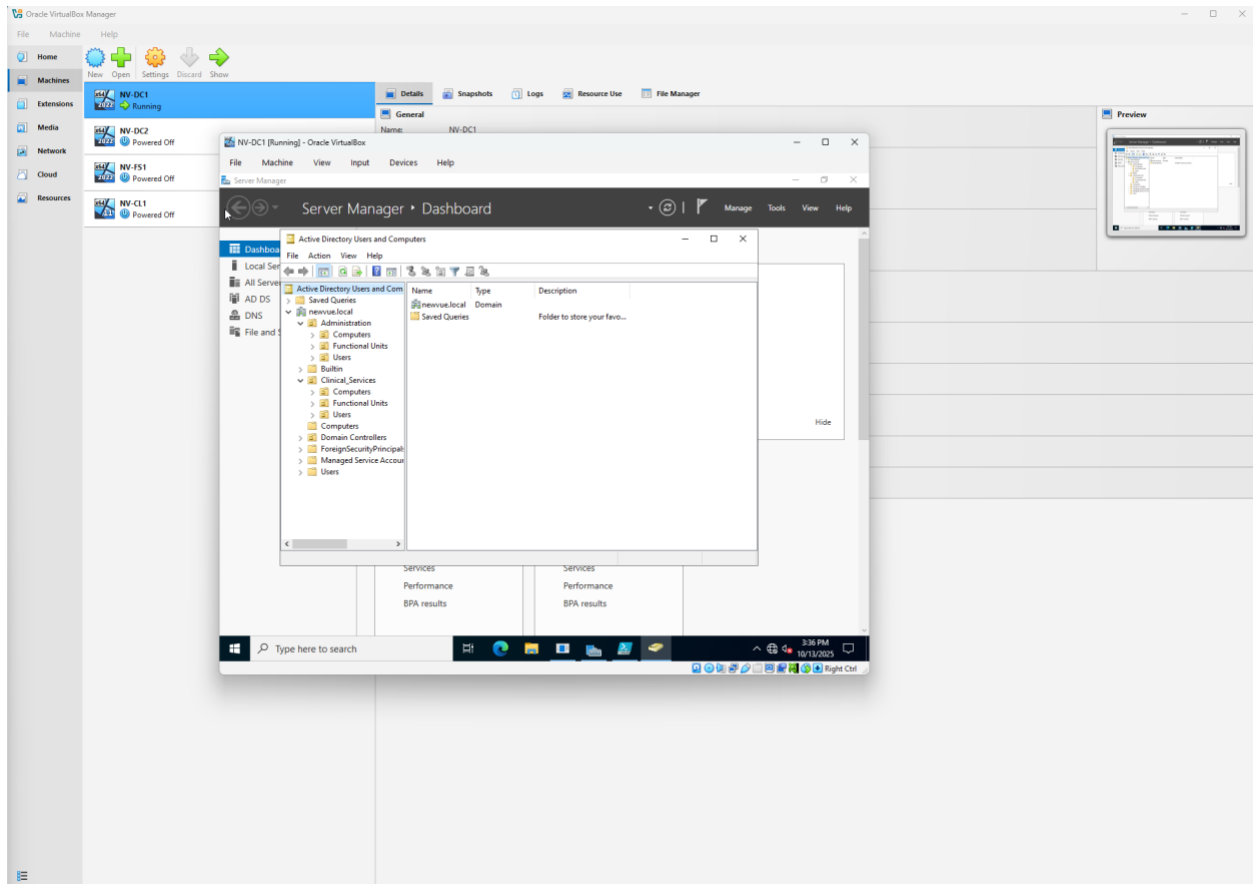 Oracle VirtualBox Manager
File Machine Help
Home
Machines
Extensions
Media
Network
Cloud
Resources
New Open Settings Discard Show
NV-DC1
Running
NV-DC2
Powered Off
NV-FS1
Powered Off
NV-CL1
Powered Off
Details Snapshots Logs Resource Use File Manager
General
Name: NV-DC1
Preview
NV-DC1 [Running] - Oracle VirtualBox
File Machine View Input Devices Help
Server Manager
Server Manager ‣ Dashboard
Manage Tools View Help
Dashboa
Local Ser
All Server
AD DS
DNS
File and S
Active Directory Users and Computers
File Action View Help
Active Directory Users and Com
Saved Queries
newvue.local
Administration
Computers
Functional Units
Users
Builtin
Clinical_Services
Computers
Functional Units
Users
Computers
Domain Controllers
ForeignSecurityPrincipals
Managed Service Accour
Users
Name Type Description
newvue.local Domain
Saved Queries Folder to store your favo...
Hide
Services Services
Performance Performance
BPA results BPA results
Type here to search
3:36 PM
10/13/2025
Right Ctrl